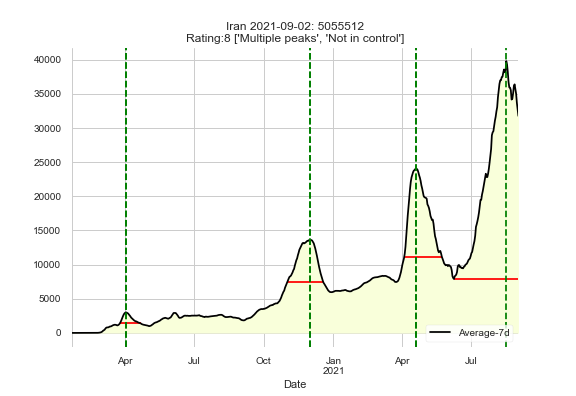 Iran 2021-09-02: 5055512
Rating:8 ['Multiple peaks', 'Not in control']
40000
35000
30000
25000
20000
15000
10000
5000
0
Average-7d
Apr Jul Oct Jan Apr Jul
2021
Date